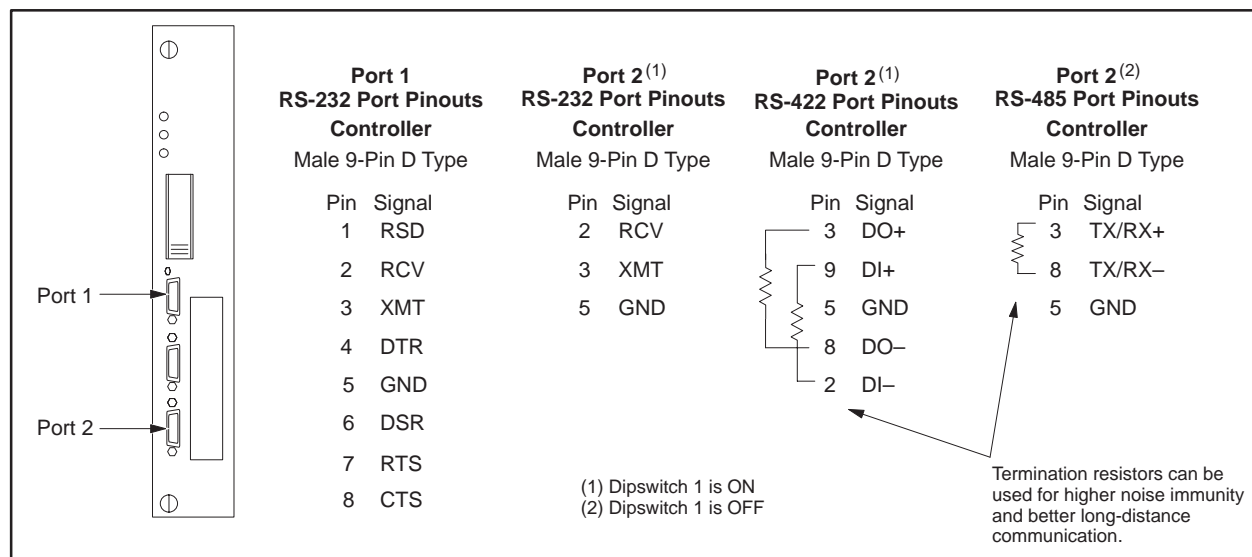 Port 1
Port 2
Port 1
RS-232 Port Pinouts
Controller
Male 9-Pin D Type
Pin Signal
1 RSD
2 RCV
3 XMT
4 DTR
5 GND
6 DSR
7 RTS
8 CTS
Port 2 (1)
RS-232 Port Pinouts
Controller
Male 9-Pin D Type
Pin Signal
2 RCV
3 XMT
5 GND
Port 2 (1)
RS-422 Port Pinouts
Controller
Male 9-Pin D Type
Pin Signal
3 DO+
9 DI+
5 GND
8 DO–
2 DI–
Port 2 (2)
RS-485 Port Pinouts
Controller
Male 9-Pin D Type
Pin Signal
3 TX/RX+
8 TX/RX–
5 GND
(1) Dipswitch 1 is ON
(2) Dipswitch 1 is OFF
Termination resistors can be
used for higher noise immunity
and better long-distance
communication.